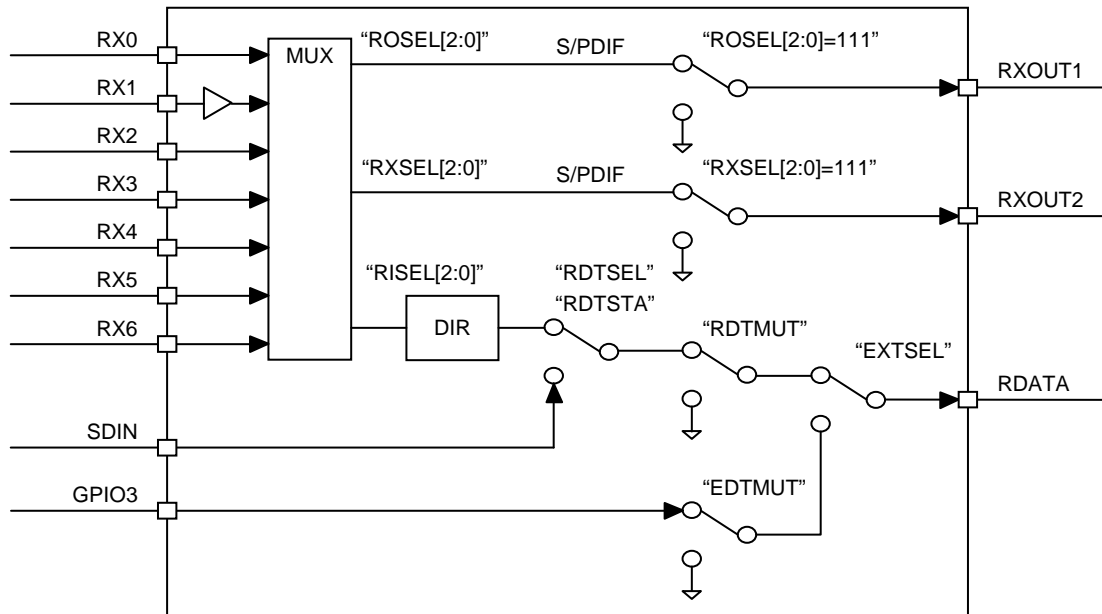 RX0
RX1
RX2
RX3
RX4
RX5
RX6
SDIN
GPIO3
MUX
“ROSEL[2:0]”
S/PDIF
“ROSEL[2:0]=111”
RXOUT1
“RXSEL[2:0]”
S/PDIF
“RXSEL[2:0]=111”
RXOUT2
“RISEL[2:0]”
DIR
“RDTSEL”
“RDTSTA”
“RDTMUT”
“EXTSEL”
RDATA
“EDTMUT”